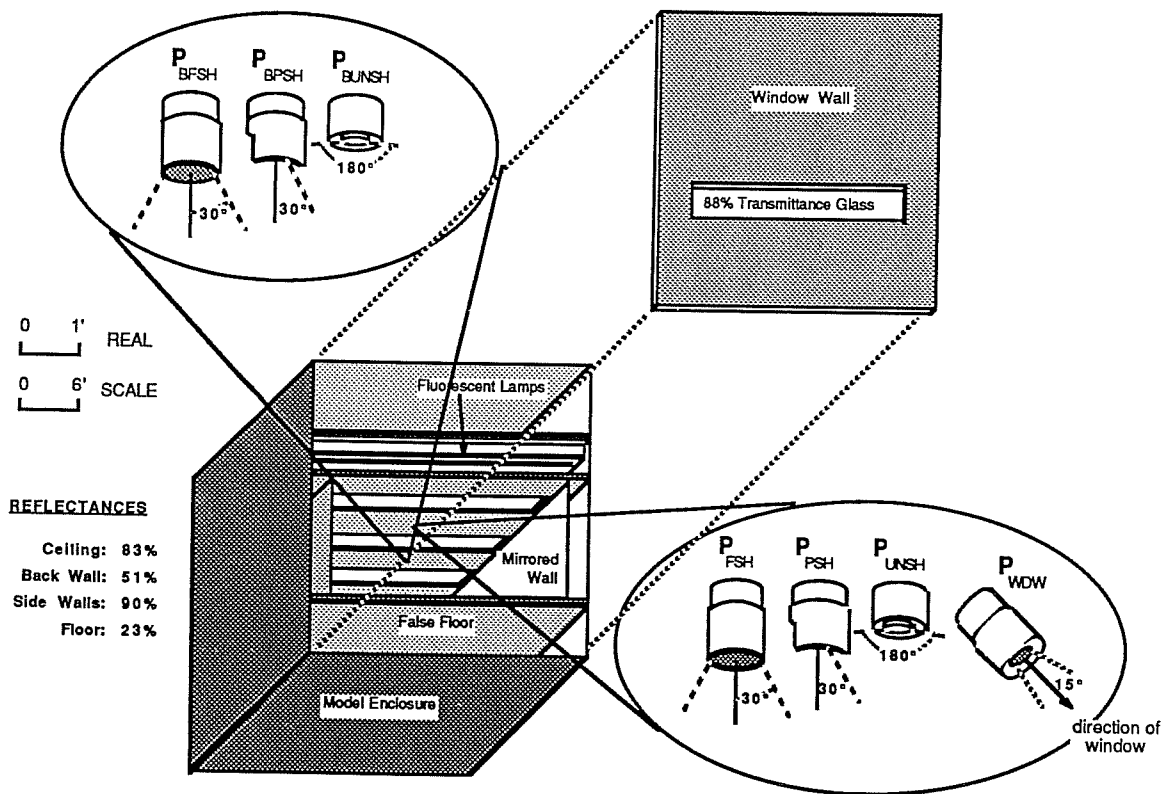 P BFSH
P BPSH
P BUNSH
30°
30°
180°
Window Wall
88% Transmittance Glass
0 1' REAL
0 6' SCALE
Fluorescent Lamps
REFLECTANCES
Ceiling: 83%
Back Wall: 51%
Side Walls: 90%
Floor: 23%
Mirrored
Wall
False Floor
Model Enclosure
P FSH
P PSH
P UNSH
P WDW
30°
30°
180°
15°
direction of
window